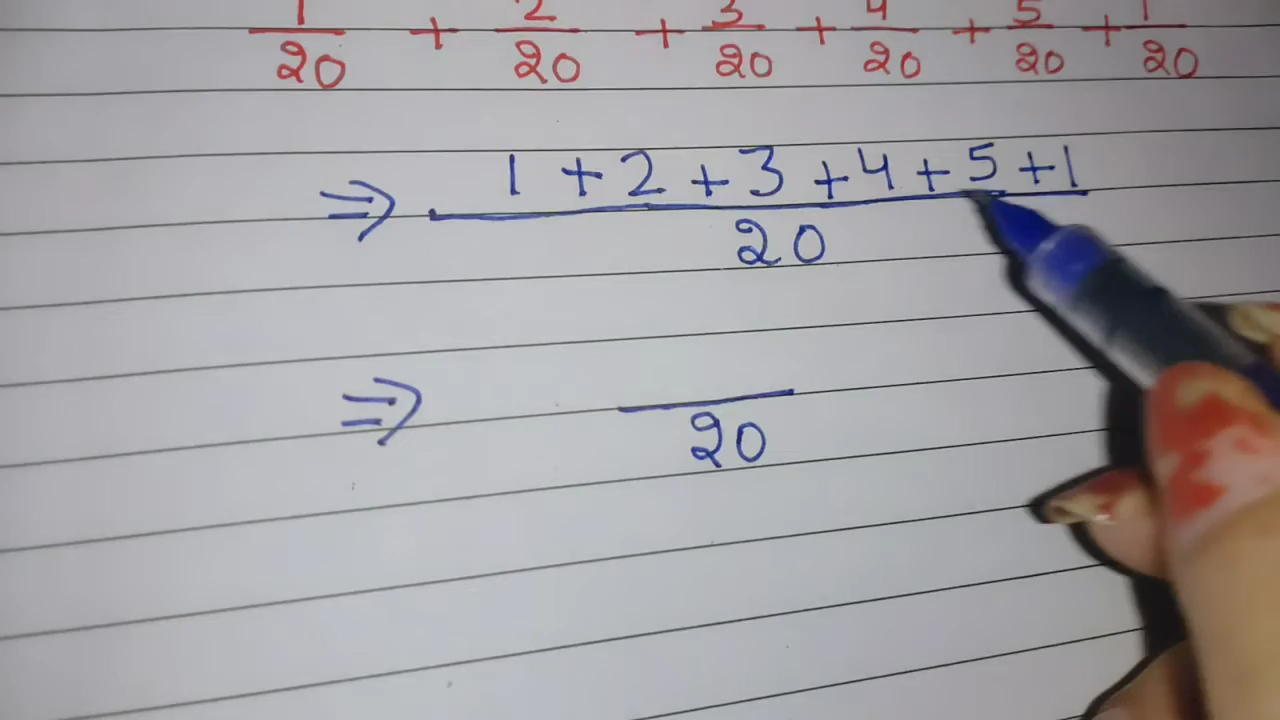 1/20 + 2/20 + 3/20 + 4/20 + 5/20 + 1/20
⇒ 1 + 2 + 3 + 4 + 5 + 1
20
⇒ 
20